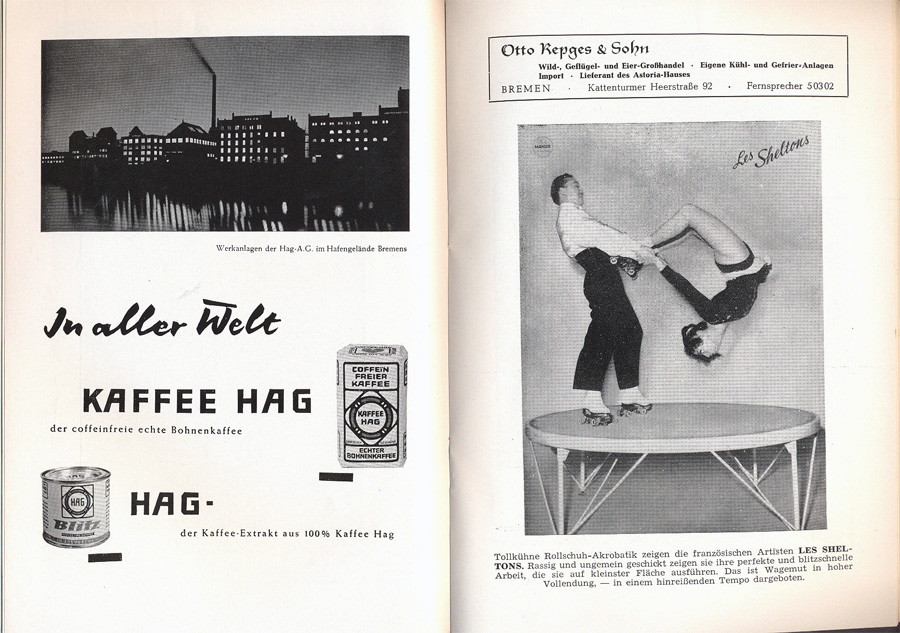 Werkanlagen der Hag-A.G. im Hafengelände Bremens
In aller Welt
KAFFEE HAG
der coffeinfreie echte Bohnenkaffee
COFFEIN
FREIER
KAFFEE
KAFFEE
HAG
ECHTER
BOHNENKAFFEE
HAG
Blitz
HAG-
der Kaffee-Extrakt aus 100% Kaffee Hag
Otto Repges & Sohn
Wild-, Geflügel- und Eier-Großhandel · Eigene Kühl- und Gefrier-Anlagen
Import · Lieferant des Astoria-Hauses
BREMEN · Kattenturmer Heerstraße 92 · Fernsprecher 50302
Les Sheltons
Tollkühne Rollschuh-Akrobatik zeigen die französischen Artisten LES SHEL-
TONS. Rassig und ungemein geschickt zeigen sie ihre perfekte und blitzschnelle
Arbeit, die sie auf kleinster Fläche ausführen. Das ist Wagemut in hoher
Vollendung, — in einem hinreißenden Tempo dargeboten.